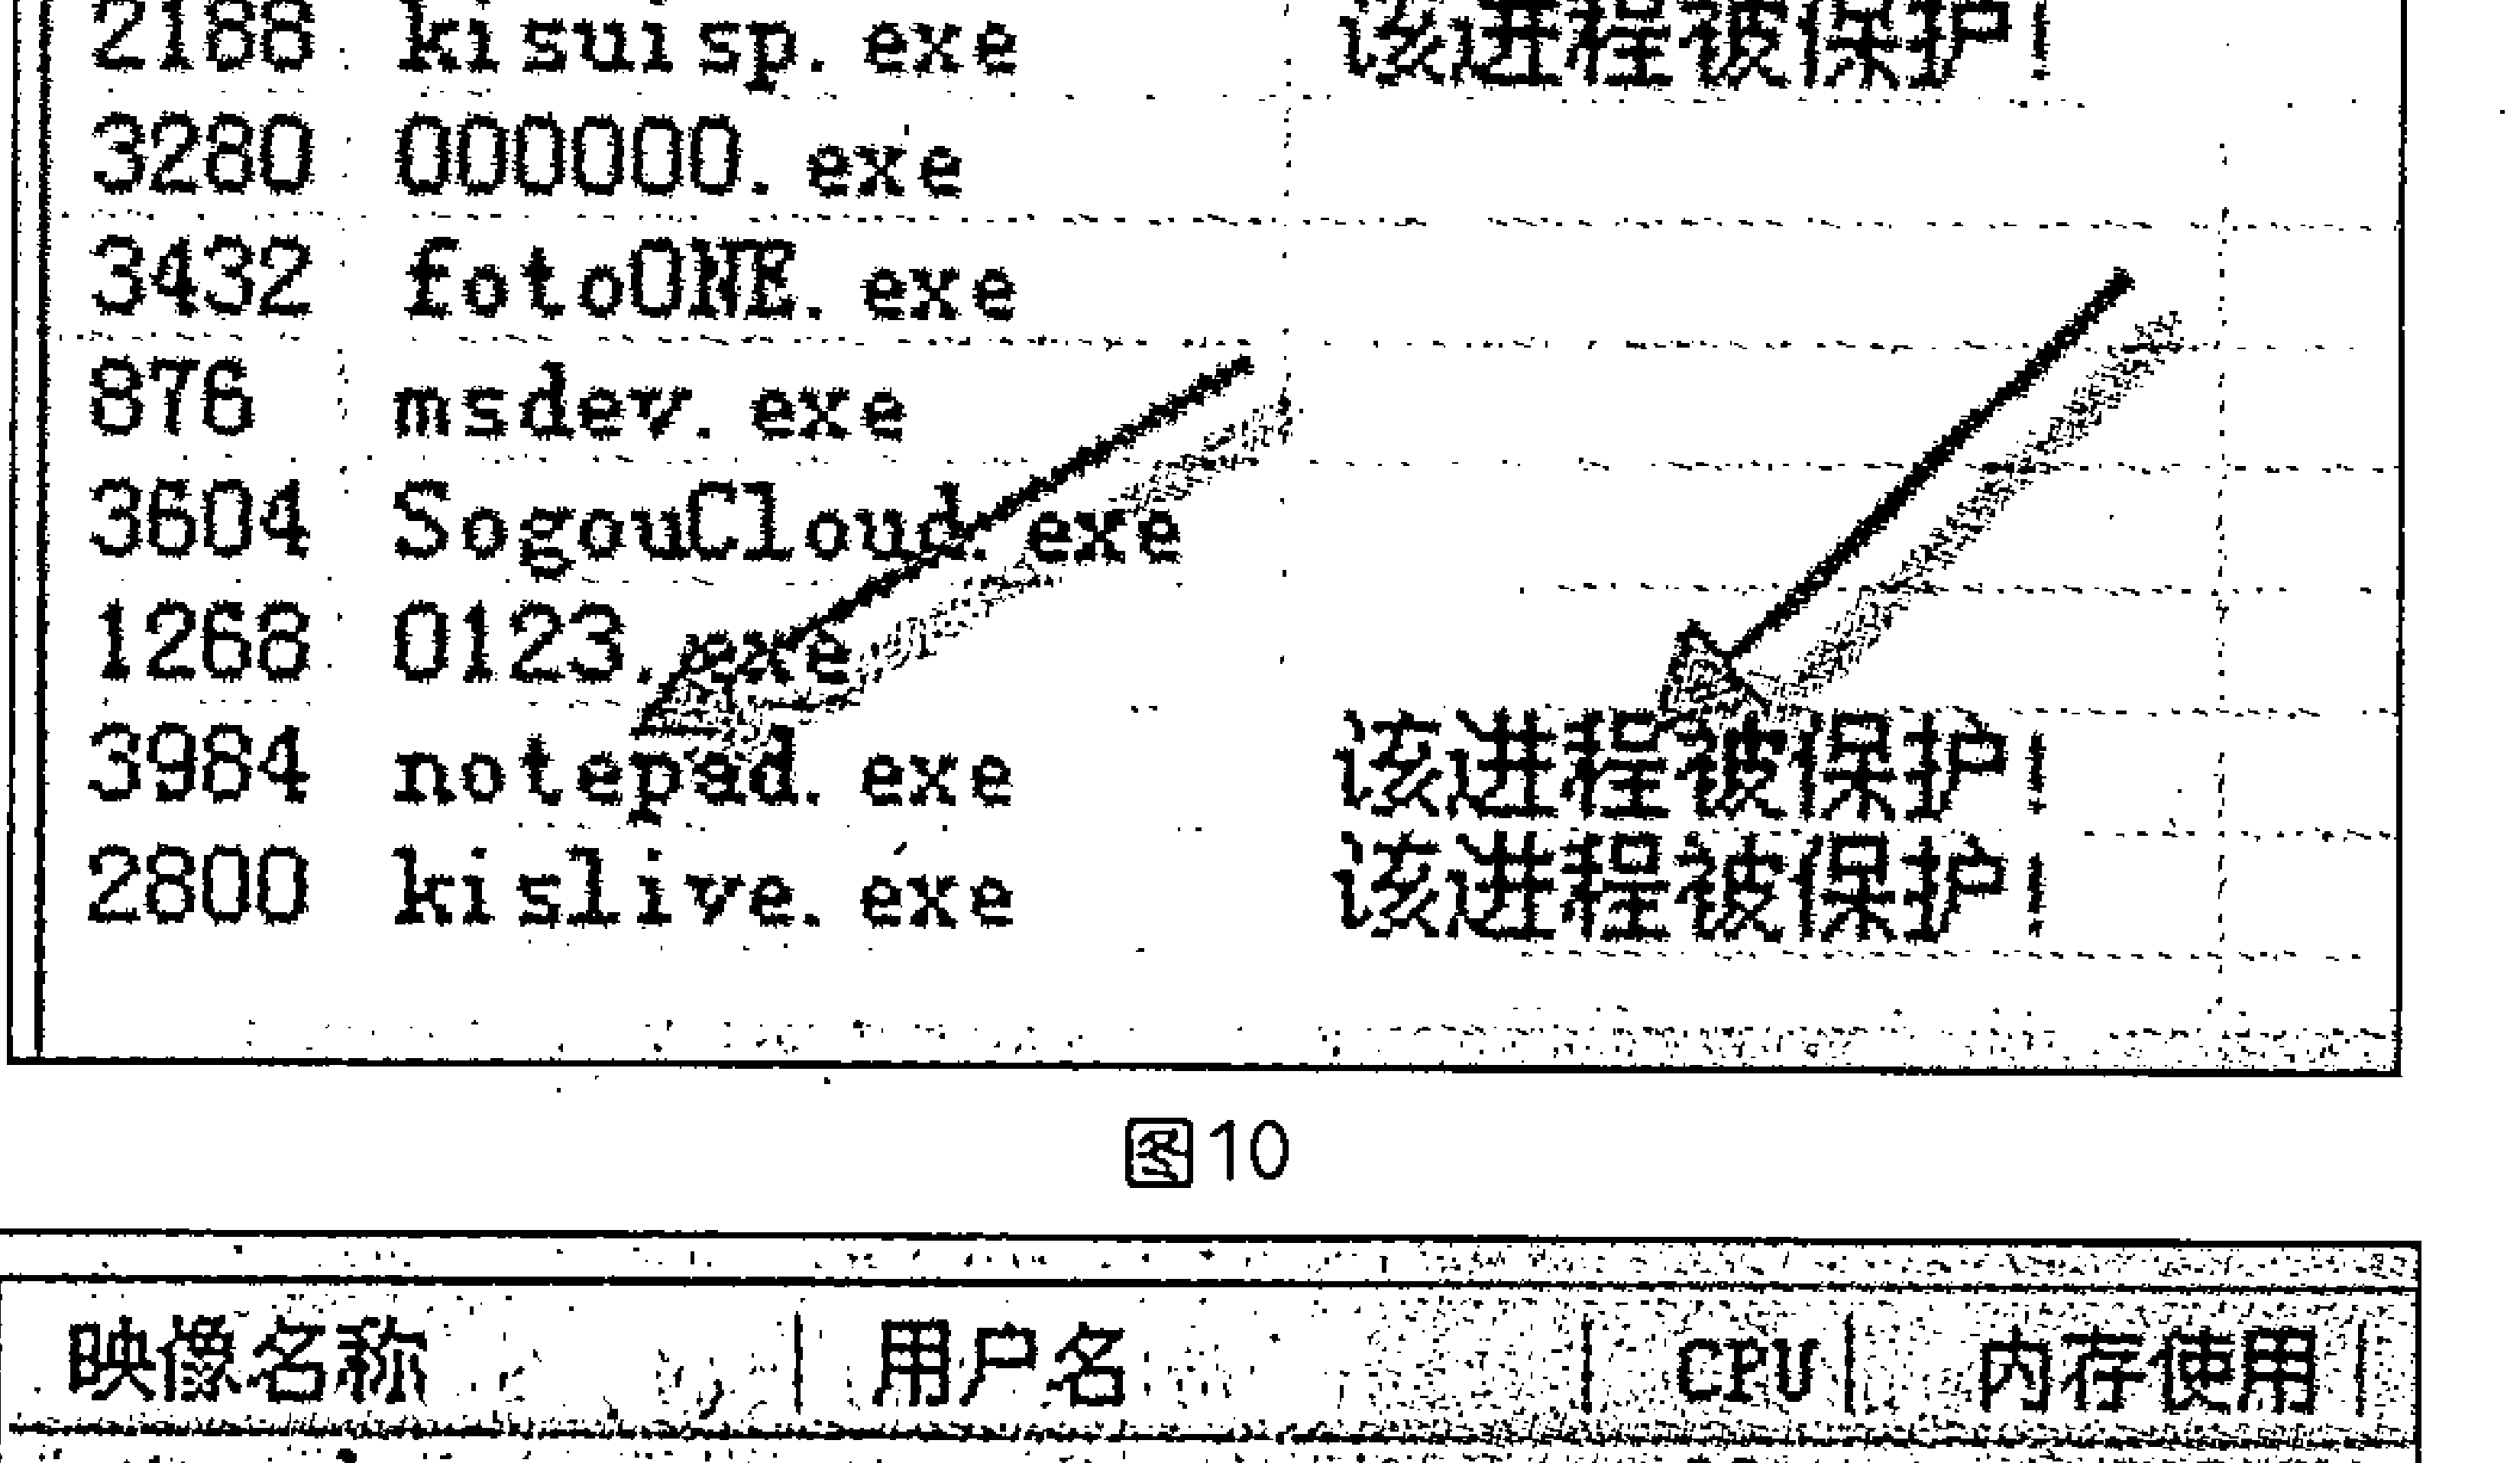 2188 kisuisp.exe 该进程被保护!
3280 000000.exe
3432 fotoONE.exe
876 msdev.exe
3604 SogouCloud.exe
1268 0123.exe
3984 notepad.exe 该进程被保护!
2800 kislive.exe 该进程被保护!
图10
映像名称 用户名 CPU 内存使用